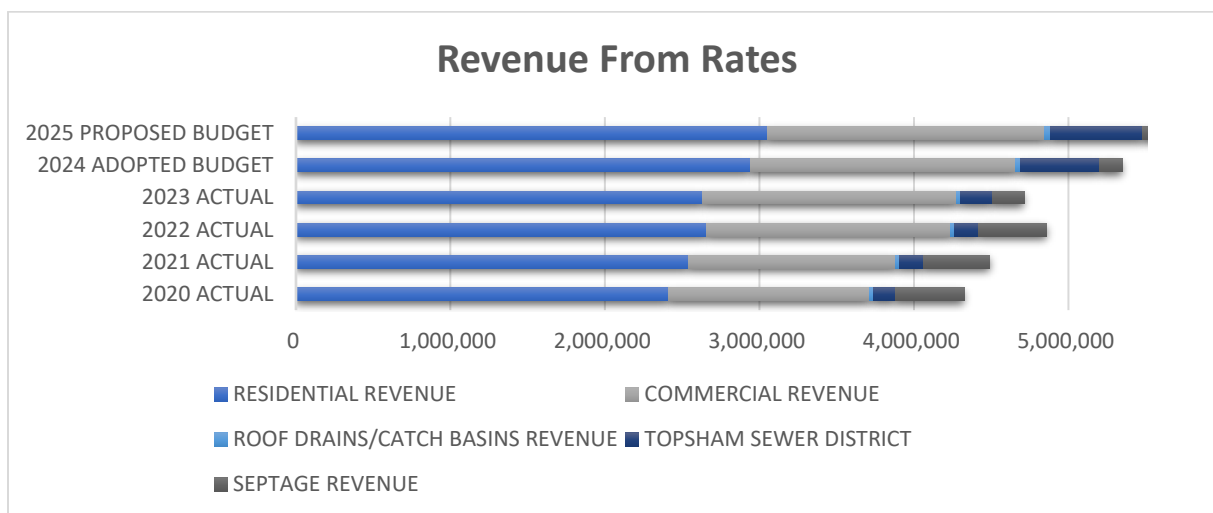 Revenue From Rates
2025 PROPOSED BUDGET
2024 ADOPTED BUDGET
2023 ACTUAL
2022 ACTUAL
2021 ACTUAL
2020 ACTUAL
0 1,000,000 2,000,000 3,000,000 4,000,000 5,000,000
RESIDENTIAL REVENUE COMMERCIAL REVENUE
ROOF DRAINS/CATCH BASINS REVENUE TOPSHAM SEWER DISTRICT
SEPTAGE REVENUE